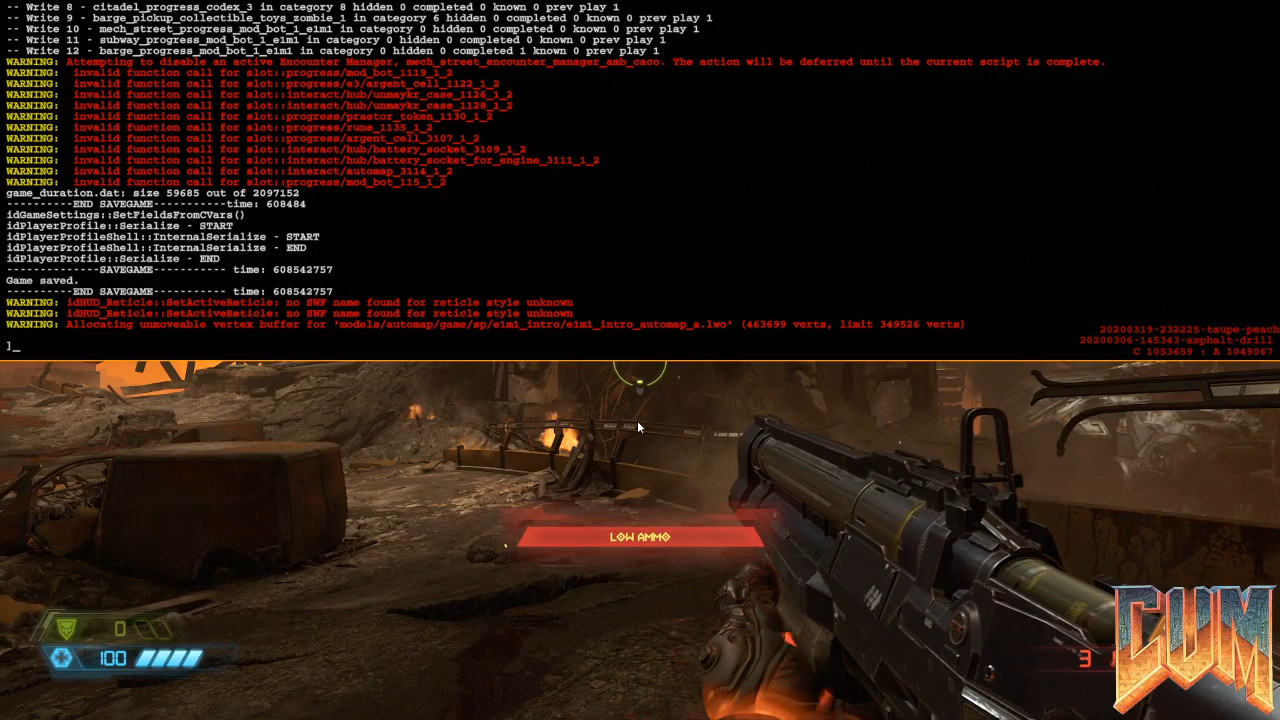 -- Write 8 - citadel_progress_codex_3 in category 8 hidden 0 completed 0 known 0 prev play 1
-- Write 9 - barge_pickup_collectible_toys_zombie_1 in category 6 hidden 0 completed 0 known 0 prev play 1
-- Write 10 - mech_street_progress_mod_bot_1_e1m1 in category 0 hidden 0 completed 0 known 0 prev play 1
-- Write 11 - subway_progress_mod_bot_1_e1m1 in category 0 hidden 0 completed 0 known 0 prev play 1
-- Write 12 - barge_progress_mod_bot_1_e1m1 in category 0 hidden 0 completed 1 known 0 prev play 1
WARNING: Attempting to disable an active Encounter Manager, mech_street_encounter_manager_amb_caco. The action will be deferred until the current script is complete.
WARNING: invalid function call for slot::progress/mod_bot_1119_1_2
WARNING: invalid function call for slot::progress/e3/argent_cell_1122_1_2
WARNING: invalid function call for slot::interact/hub/unmaykr_case_1126_1_2
WARNING: invalid function call for slot::interact/hub/unmaykr_case_1128_1_2
WARNING: invalid function call for slot::progress/praetor_token_1130_1_2
WARNING: invalid function call for slot::progress/rune_1135_1_2
WARNING: invalid function call for slot::progress/argent_cell_3107_1_2
WARNING: invalid function call for slot::interact/hub/battery_socket_3109_1_2
WARNING: invalid function call for slot::interact/hub/battery_socket_for_engine_3111_1_2
WARNING: invalid function call for slot::interact/automap_3114_1_2
WARNING: invalid function call for slot::progress/mod_bot_115_1_2
game_duration.dat: size 59685 out of 2097152
----------END SAVEGAME----------- time: 608484
idGameSettings::SetFieldsFromCVars()
idPlayerProfile::Serialize - START
idPlayerProfileShell::InternalSerialize - START
idPlayerProfileShell::InternalSerialize - END
idPlayerProfile::Serialize - END
--------------SAVEGAME----------- time: 608542757
Game saved.
----------END SAVEGAME----------- time: 608542757
WARNING: idHUD_Reticle::SetActiveReticle: no SWF name found for reticle style unknown
WARNING: idHUD_Reticle::SetActiveReticle: no SWF name found for reticle style unknown
WARNING: Allocating unmoveable vertex buffer for 'models/automap/game/sp/e1m1_intro/e1m1_intro_automap_a.lwo' (463699 verts, limit 349526 verts)
20200319-232225-taupe-peach
20200306-145343-asphalt-drill
]_
C 1053659 : A 1049067
LOW AMMO
0
100
3
CUM